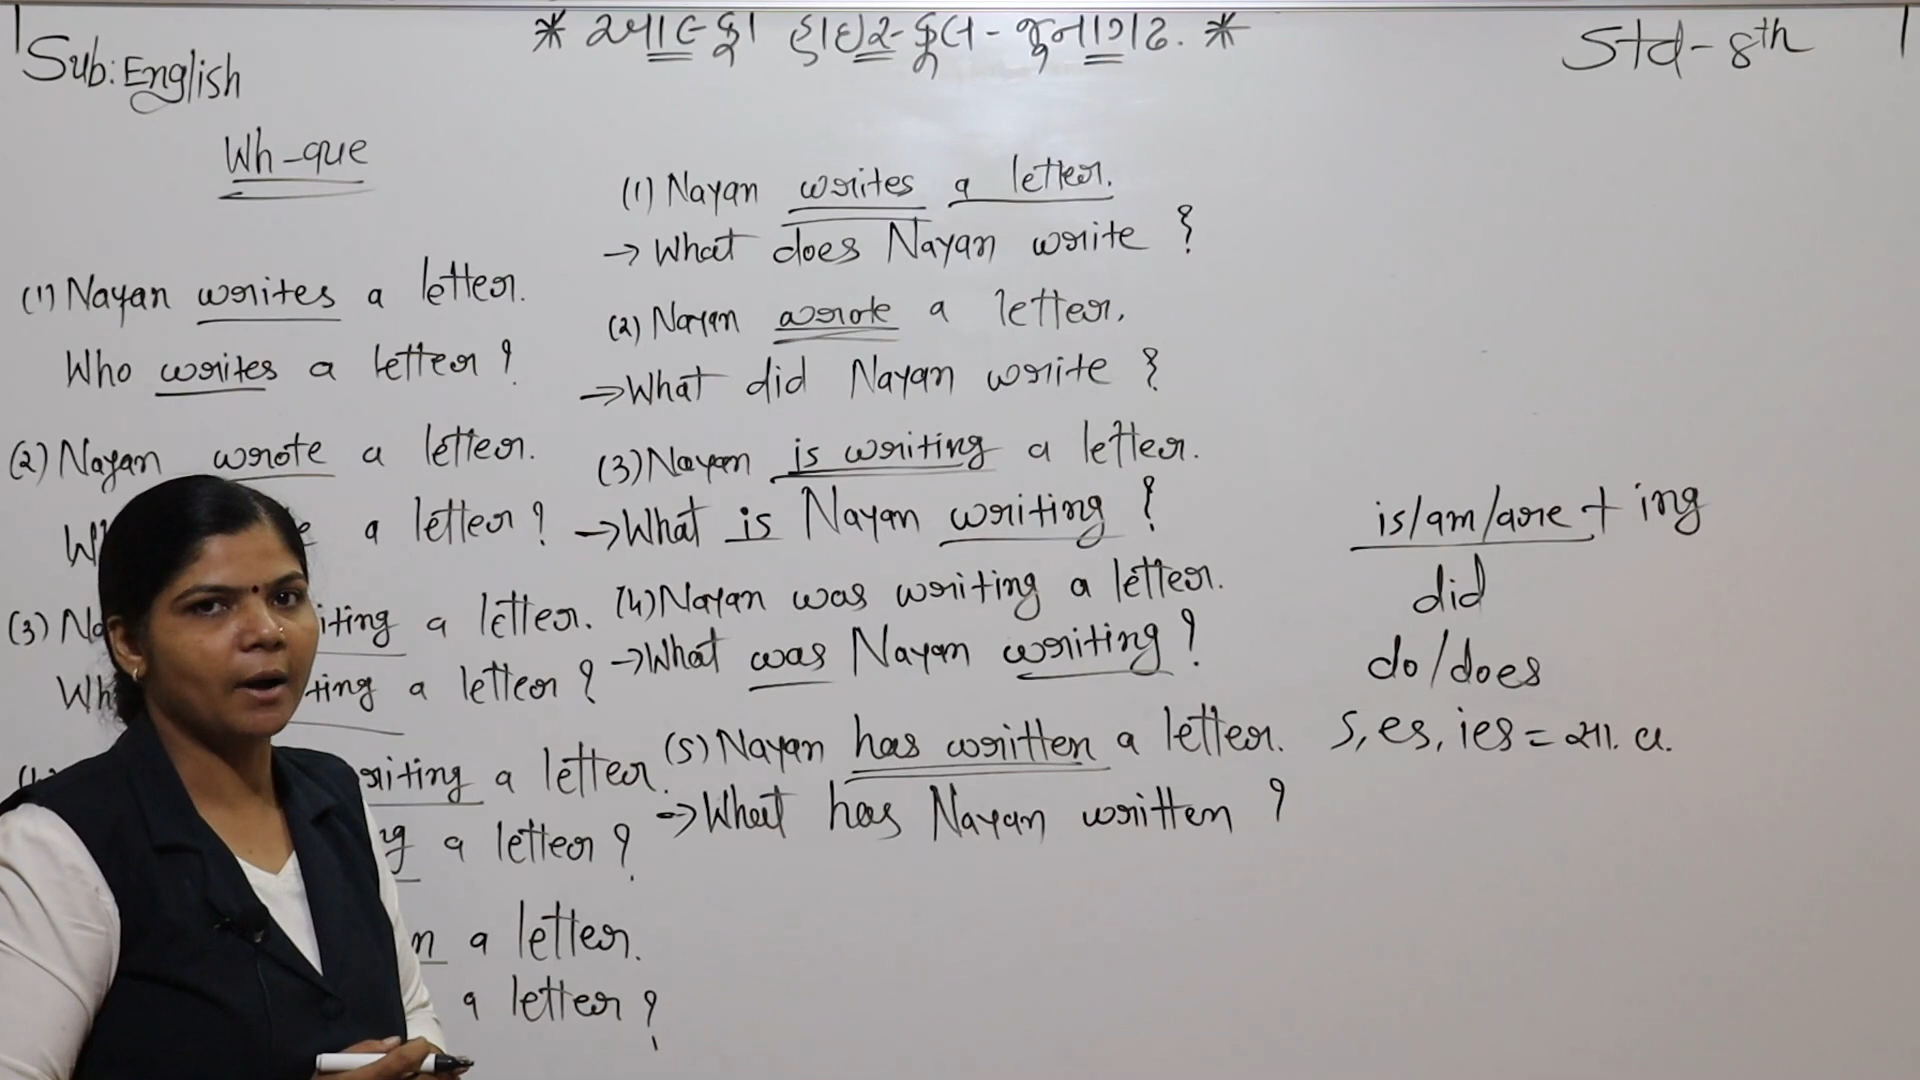 * આલ્ફા હાઇસ્કૂલ - જૂનાગઢ. *
Sub: English
Std - 8th
Wh-que
(1) Nayan writes a letter.
Who writes a letter?
(2) Nayan wrote a letter.
a letter?
(3) a letter.
a letter?
a letter.
a letter?
a letter.
a letter?
(1) Nayan writes a letter.
→ What does Nayan write?
(2) Nayan wrote a letter.
→ What did Nayan write?
(3) Nayan is writing a letter.
→ What is Nayan writing?
(4) Nayan was writing a letter.
→ What was Nayan writing?
(5) Nayan has written a letter.
→ What has Nayan written?
is/am/are + ing
did
do/does
s, es, ies = સા. વ.